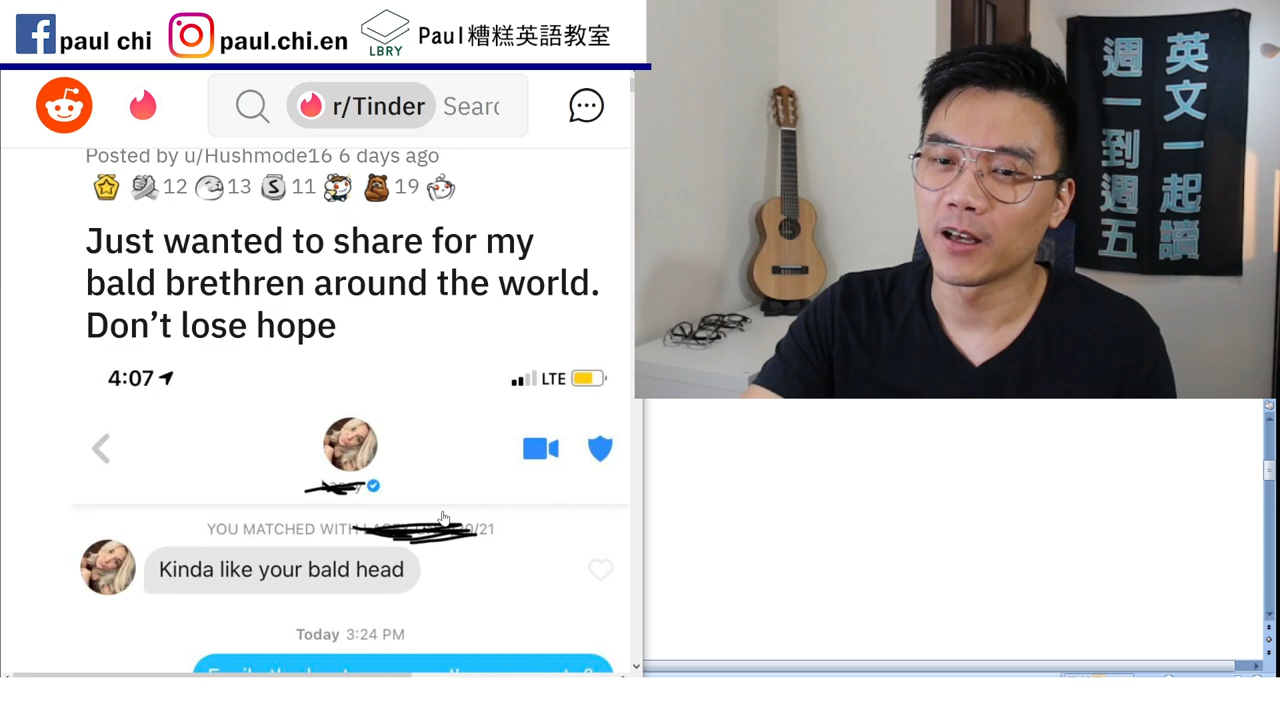 paul chi
paul.chi.en
LBRY
Paul糟糕英語教室
r/Tinder
Searc
Posted by u/Hushmode16 6 days ago
12 13 S 11 19
Just wanted to share for my
bald brethren around the world.
Don’t lose hope
4:07
LTE
YOU MATCHED WITH
/21
Kinda like your bald head
Today 3:24 PM
英文一起讀
週一到週五